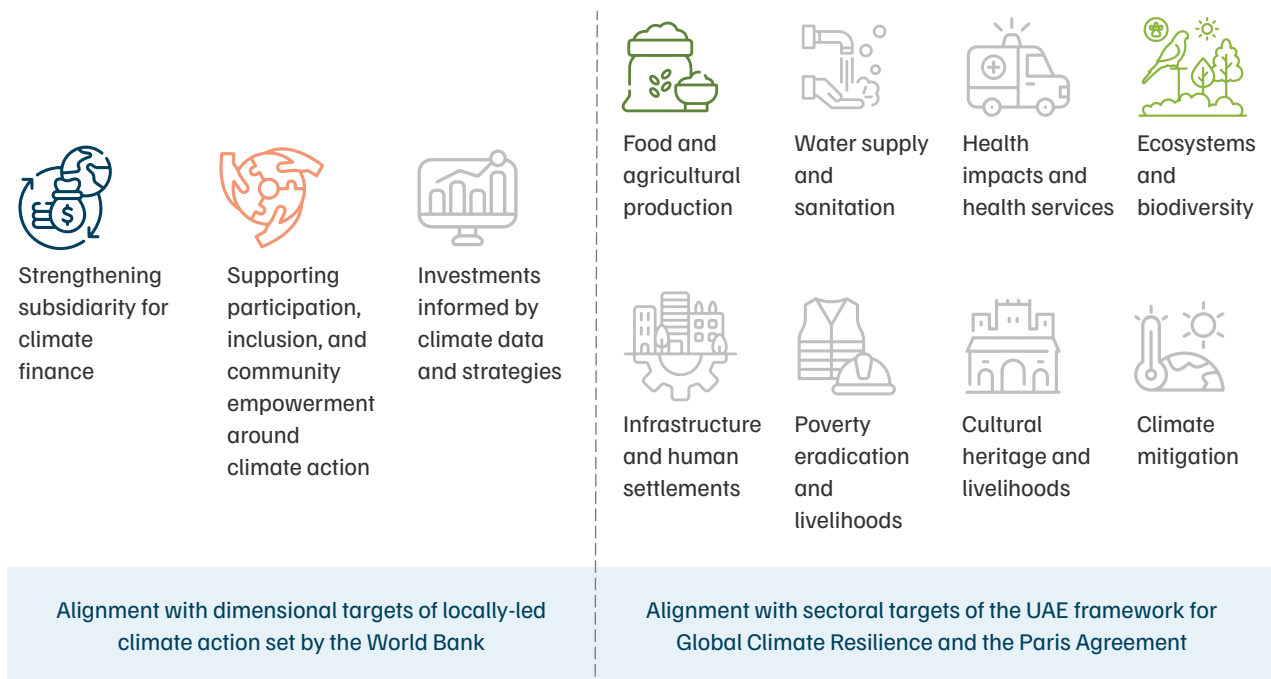 Strengthening
subsidiarity for
climate
finance
Supporting
participation,
inclusion, and
community
empowerment
around
climate action
Investments
informed by
climate data
and strategies
Alignment with dimensional targets of locally-led
climate action set by the World Bank
Food and
agricultural
production
Water supply
and
sanitation
Health
impacts and
health services
Ecosystems
and
biodiversity
Infrastructure
and human
settlements
Poverty
eradication
and
livelihoods
Cultural
heritage and
livelihoods
Climate
mitigation
Alignment with sectoral targets of the UAE framework for
Global Climate Resilience and the Paris Agreement